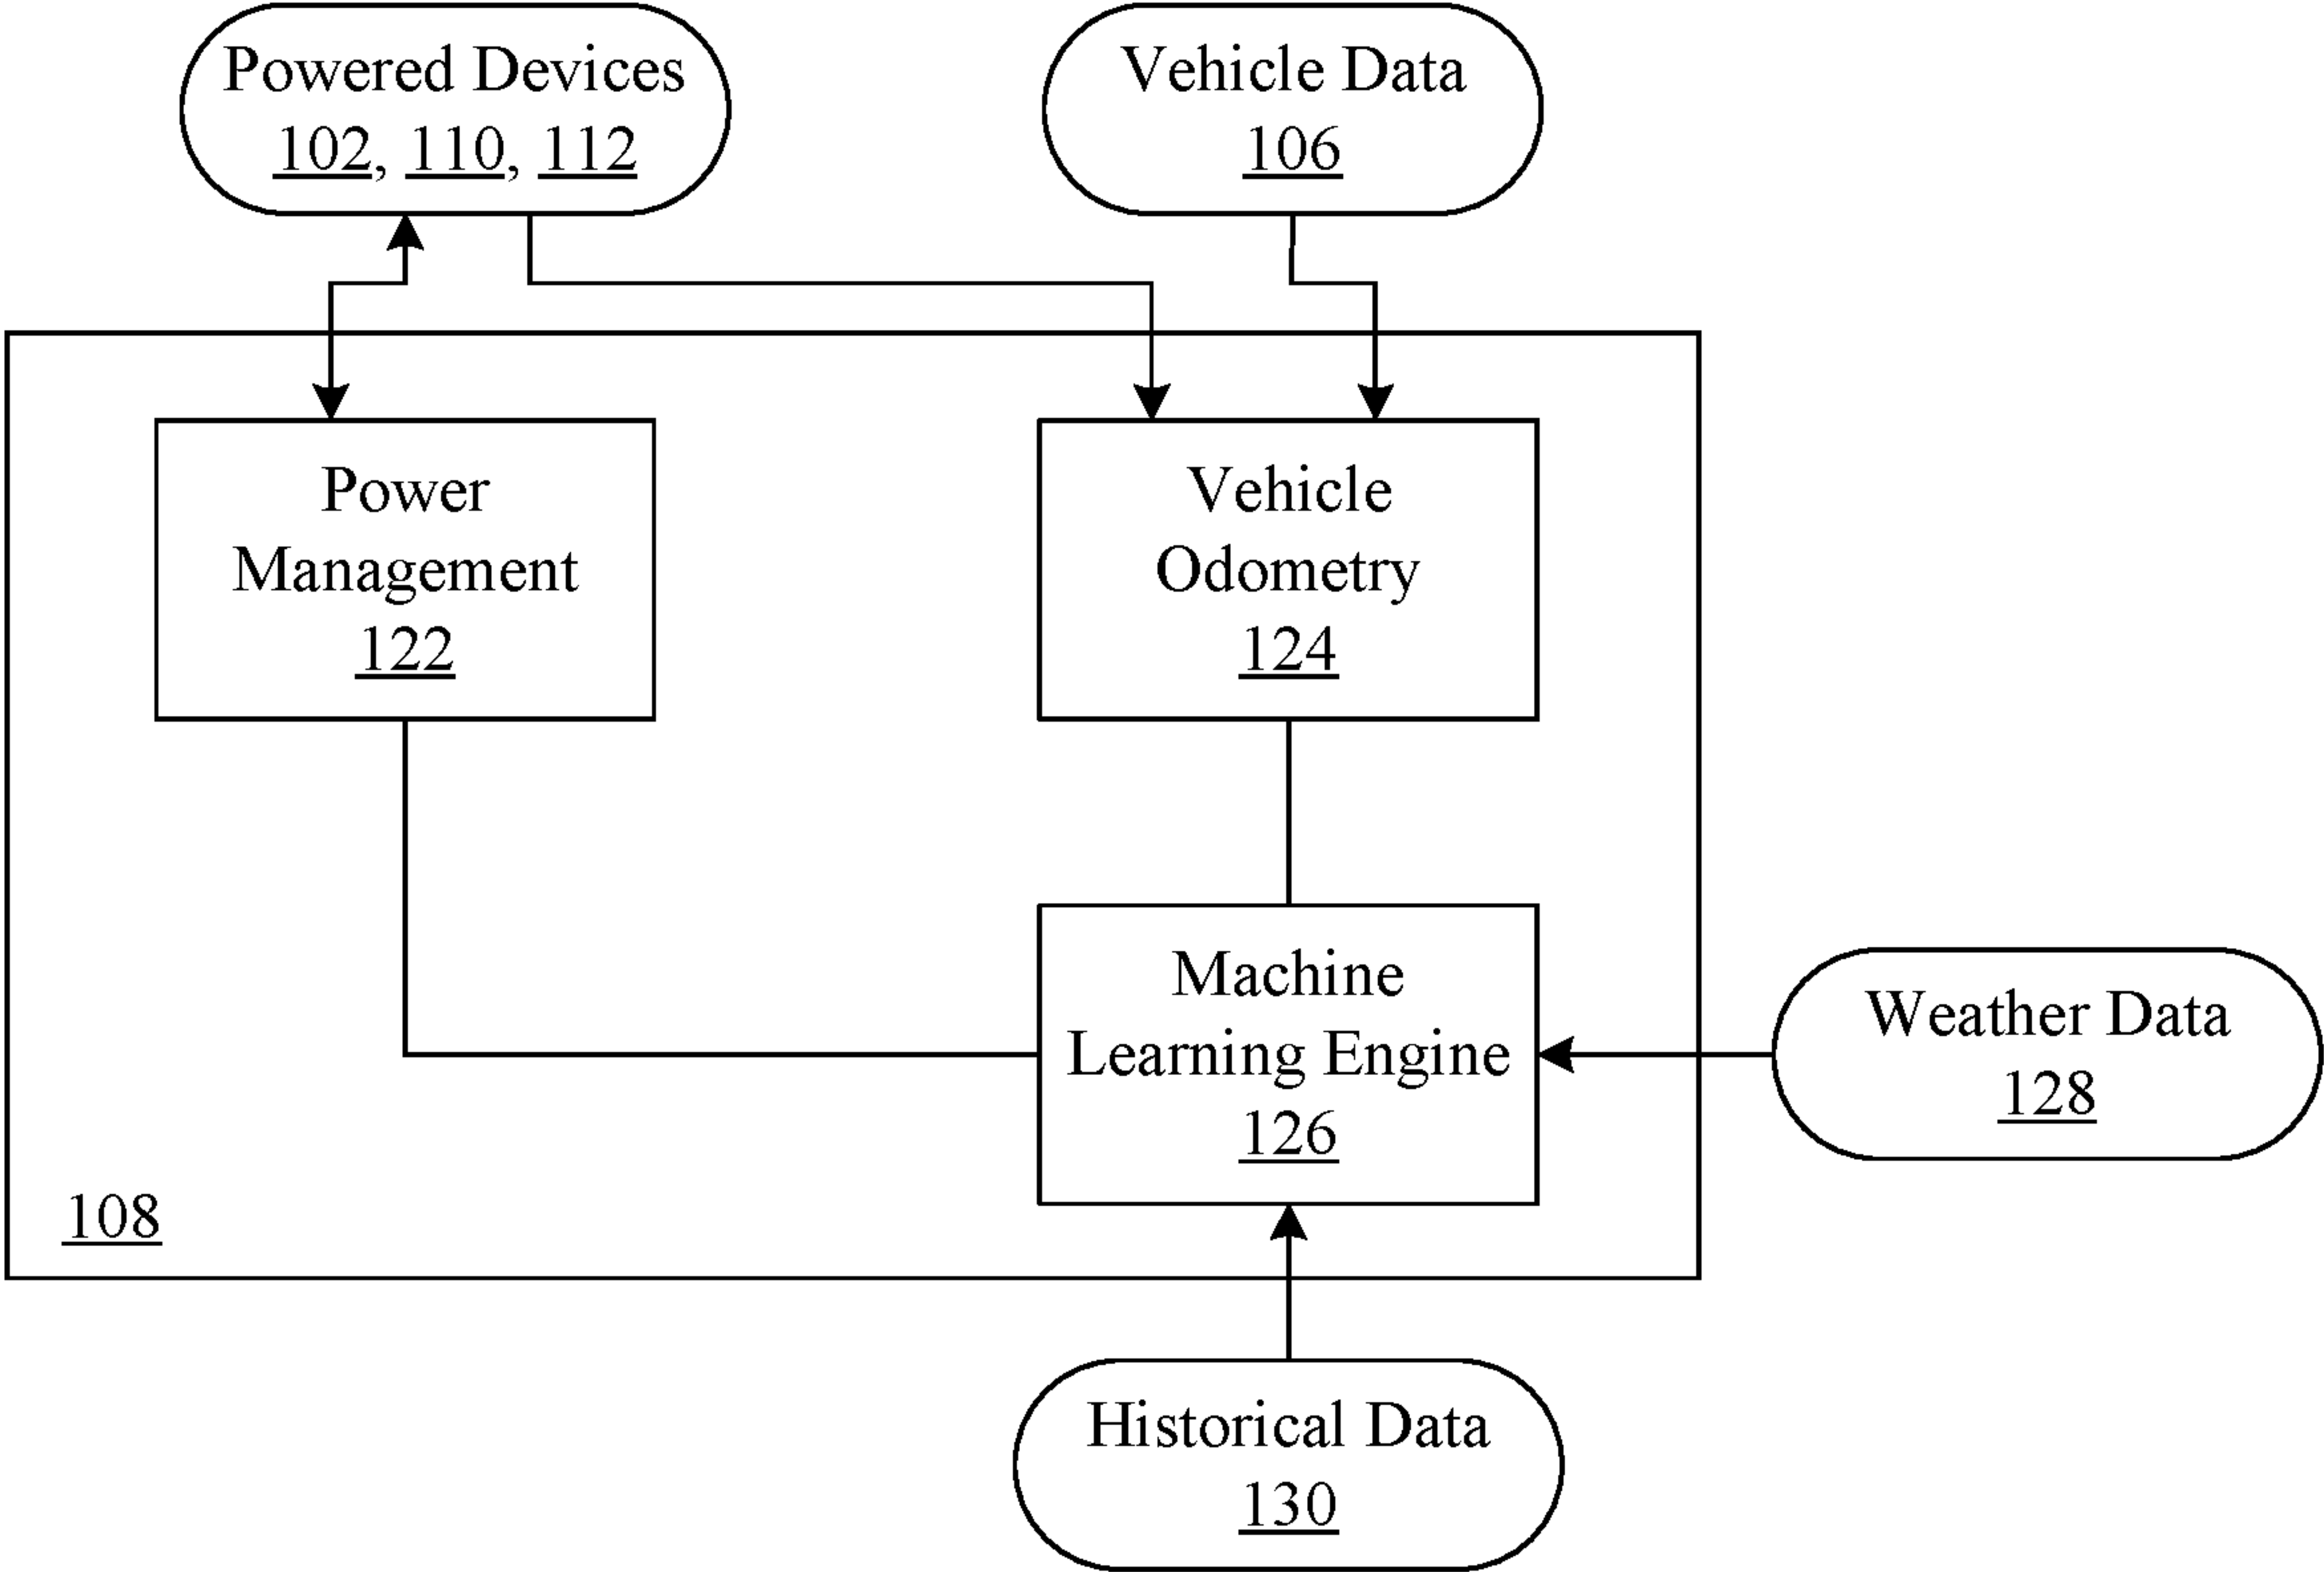 Powered Devices
102, 110, 112
Vehicle Data
106
Power
Management
122
Vehicle
Odometry
124
Machine
Learning Engine
126
Weather Data
128
108
Historical Data
130